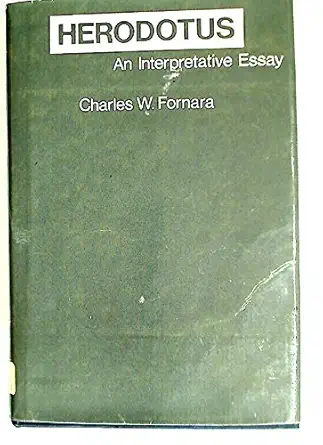 HERODOTUS
An Interpretative Essay
Charles W. Fornara